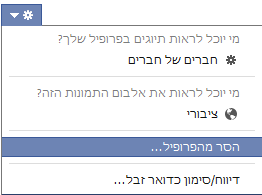 מי יוכל לראות תיוגים בפרופיל שלך?
חברים של חברים
מי יוכל לראות את אלבום התמונות הזה?
ציבורי
הסר מהפרופיל...
דיווח/סימון כדואר זבל...